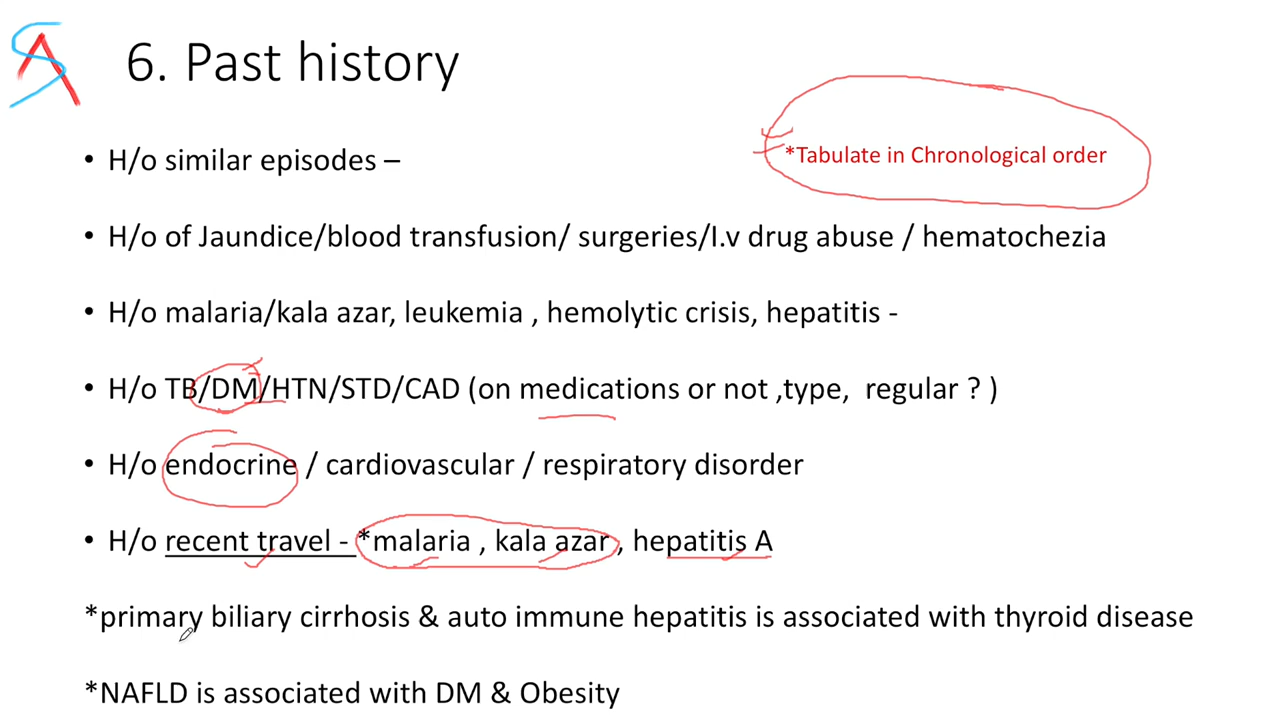 6. Past history
*Tabulate in Chronological order
• H/o similar episodes –
• H/o of Jaundice/blood transfusion/ surgeries/I.v drug abuse / hematochezia
• H/o malaria/kala azar, leukemia , hemolytic crisis, hepatitis -
• H/o TB/DM/HTN/STD/CAD (on medications or not ,type,  regular ? )
• H/o endocrine / cardiovascular / respiratory disorder
• H/o recent travel - *malaria , kala azar , hepatitis A
*primary biliary cirrhosis & auto immune hepatitis is associated with thyroid disease
*NAFLD is associated with DM & Obesity